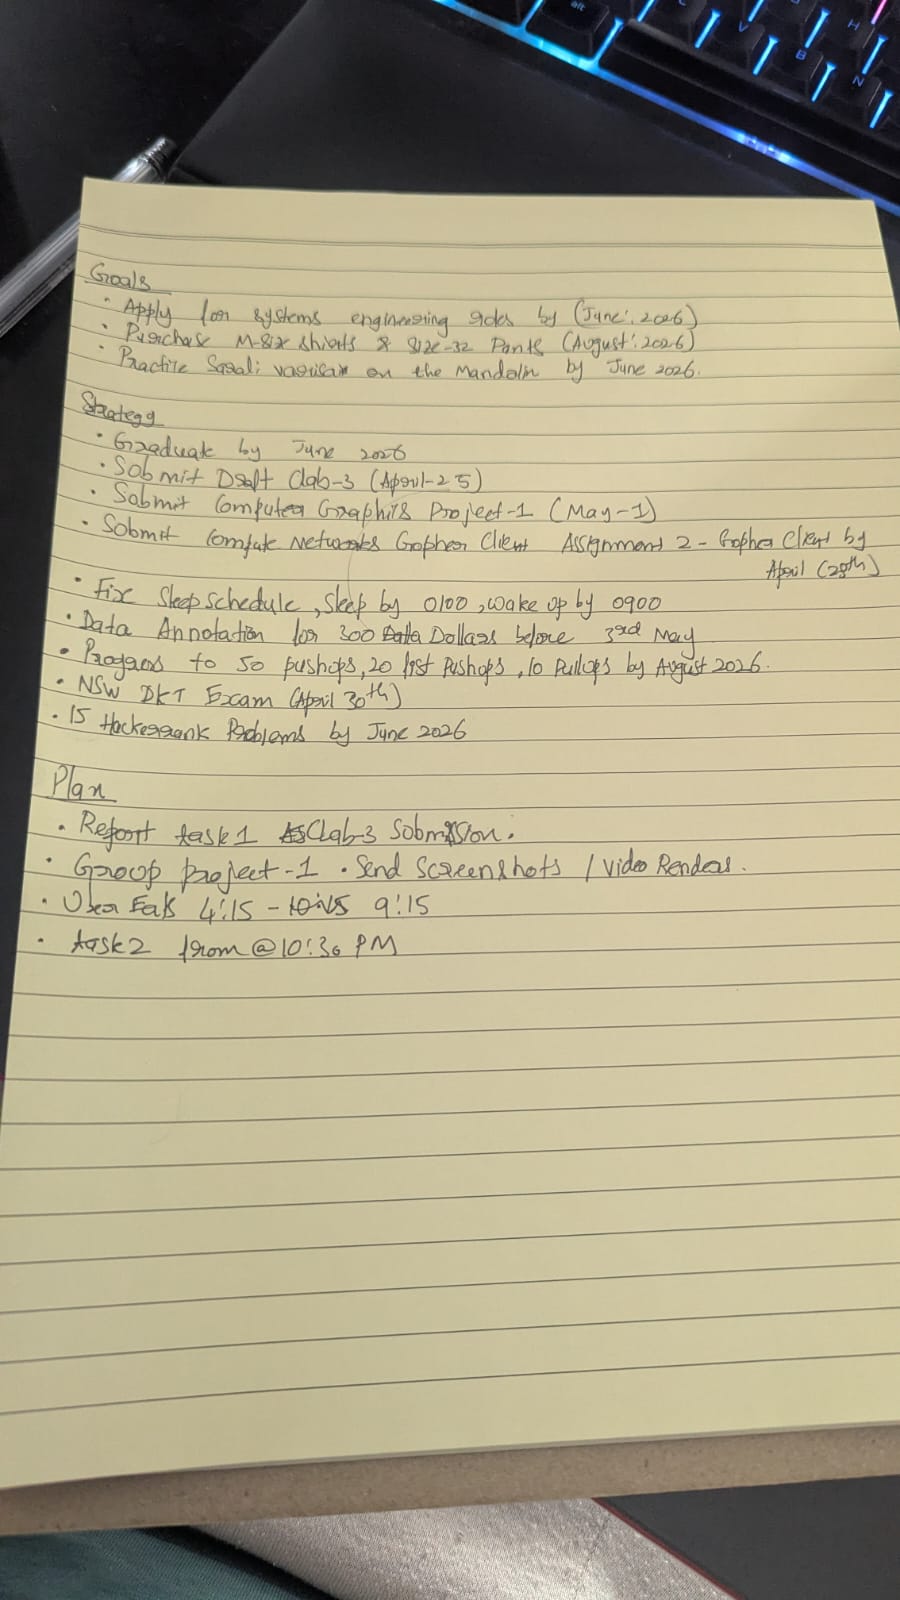 Goals
• Apply for systems engineering roles by (June: 2026)
• Purchase M-Size shirts & size-32 Pants (August: 2026)
• Practice Sarali on the Mandolin by June 2026.
Strategy
• Graduate by June 2026
• Submit Draft Clab-3 (April-25)
• Submit Computer Graphics Project-1 (May-1)
• Submit Compute Networks Gopher Client Assignment 2 - Gopher Client by
April (28th)
• Fix Sleep schedule, sleep by 0100, wake up by 0900
• Data Annotation for 300 Dollars before 3rd May
• Progress to 50 pushups, 20 fist pushups, 10 Pullups by August 2026.
• NSW DKT Exam (April 30th)
• 15 Hackerrank Problems by June 2026
Plan
• Report task 1 Clab-3 Submission.
• Group project-1 • Send Screenshots / Video Renders.
• Uber Eats 4:15 - 9:15
• task 2 from @ 10:30 PM
alt
V
B
H
N